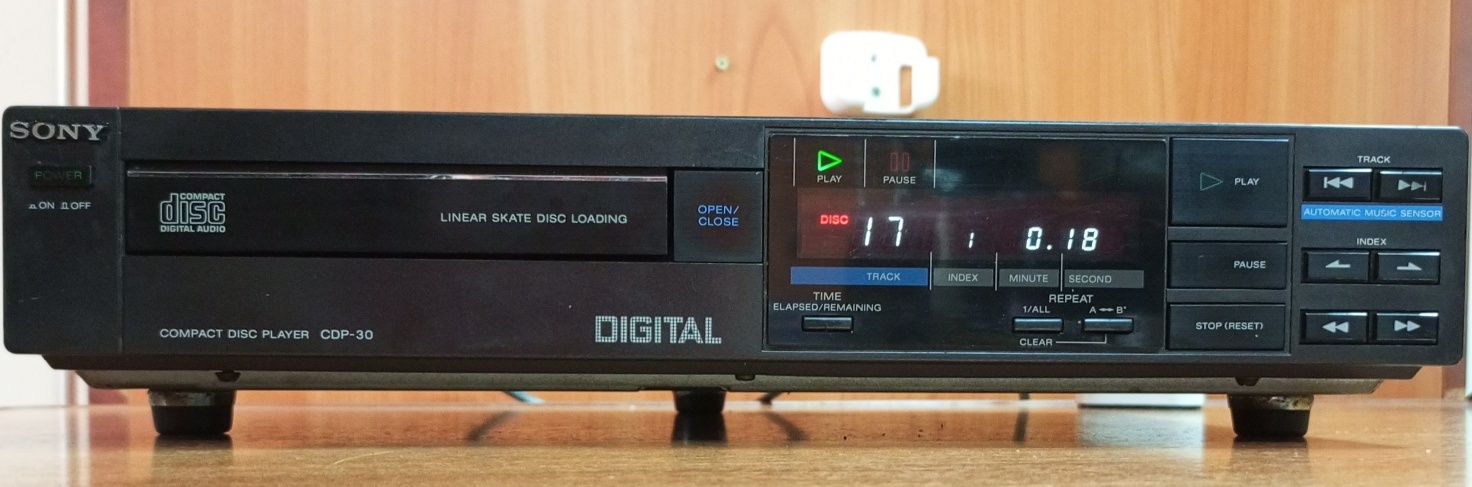 SONY
POWER
ON OFF
COMPACT
disc
DIGITAL AUDIO
LINEAR SKATE DISC LOADING
OPEN/
CLOSE
COMPACT DISC PLAYER CDP-30
DIGITAL
PLAY
PAUSE
DISC
17 1 0.18
TRACK INDEX MINUTE SECOND
TIME
ELAPSED/REMAINING
REPEAT
1/ALL A B
CLEAR
PLAY
PAUSE
STOP (RESET)
TRACK
AUTOMATIC MUSIC SENSOR
INDEX